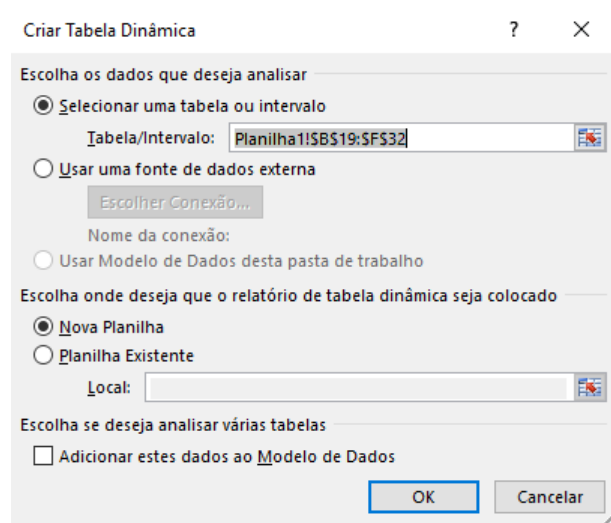 Criar Tabela Dinâmica ? ×
Escolha os dados que deseja analisar
Selecionar uma tabela ou intervalo
Tabela/Intervalo: Planilha1!$B$19:$F$32
Usar uma fonte de dados externa
Escolher Conexão...
Nome da conexão:
Usar Modelo de Dados desta pasta de trabalho
Escolha onde deseja que o relatório de tabela dinâmica seja colocado
Nova Planilha
Planilha Existente
Local:
Escolha se deseja analisar várias tabelas
Adicionar estes dados ao Modelo de Dados
OK Cancelar